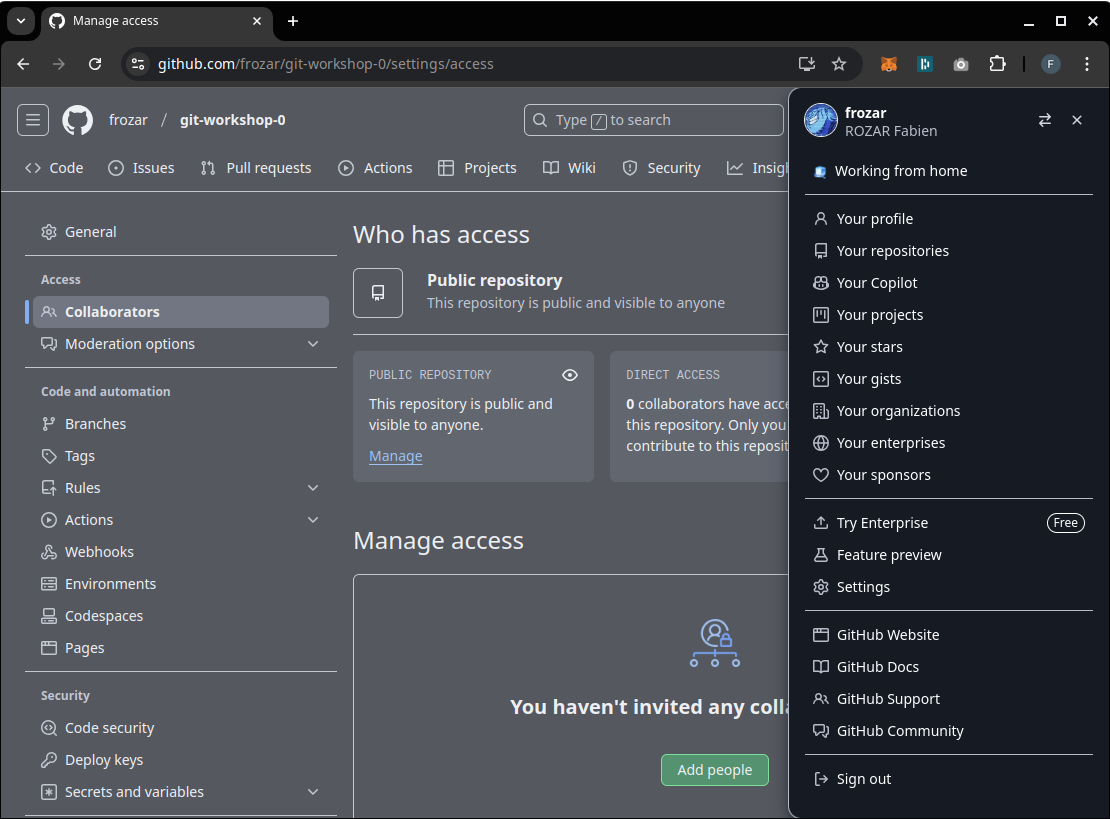 Manage access
github.com/frozar/git-workshop-0/settings/access
F
frozar / git-workshop-0
Type / to search
Code
Issues
Pull requests
Actions
Projects
Wiki
Security
Insigh
General
Access
Collaborators
Moderation options
Code and automation
Branches
Tags
Rules
Actions
Webhooks
Environments
Codespaces
Pages
Security
Code security
Deploy keys
Secrets and variables
Who has access
Public repository
This repository is public and visible to anyone
PUBLIC REPOSITORY
This repository is public and
visible to anyone.
Manage
DIRECT ACCESS
0 collaborators have acce
this repository. Only you
contribute to this reposit
Manage access
You haven't invited any colla
Add people
frozar
ROZAR Fabien
Working from home
Your profile
Your repositories
Your Copilot
Your projects
Your stars
Your gists
Your organizations
Your enterprises
Your sponsors
Try Enterprise
Free
Feature preview
Settings
GitHub Website
GitHub Docs
GitHub Support
GitHub Community
Sign out